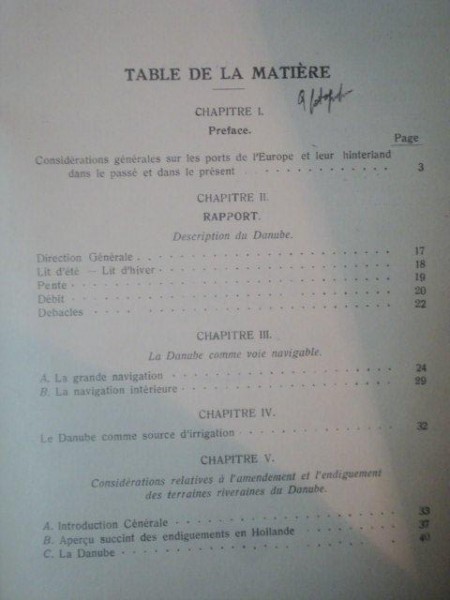 TABLE DE LA MATIÈRE
CHAPITRE I.
Preface.
Page
Considérations générales sur les ports de l'Europe et leur hinterland
dans le passé et dans le présent . . . . . . . . . . 3
CHAPITRE II.
RAPPORT.
Description du Danube.
Direction Générale . . . . . . . . . . 17
Lit d'été — Lit d'hiver . . . . . . . . . . 18
Pente . . . . . . . . . . 19
Débit . . . . . . . . . . 20
Debacles . . . . . . . . . . 22
CHAPITRE III.
La Danube comme voie navigable.
A. La grande navigation . . . . . . . . . . 24
B. La navigation intérieure . . . . . . . . . . 29
CHAPITRE IV.
Le Danube comme source d'irrigation . . . . . . . . . . 32
CHAPITRE V.
Considérations relatives à l'amendement et l'endiguement
des terraines riveraines du Danube.
A. Introduction Cénérale . . . . . . . . . . 33
B. Aperçu succint des endiguements en Hollande . . . . . . . . . . 37
C. La Danube . . . . . . . . . . 40